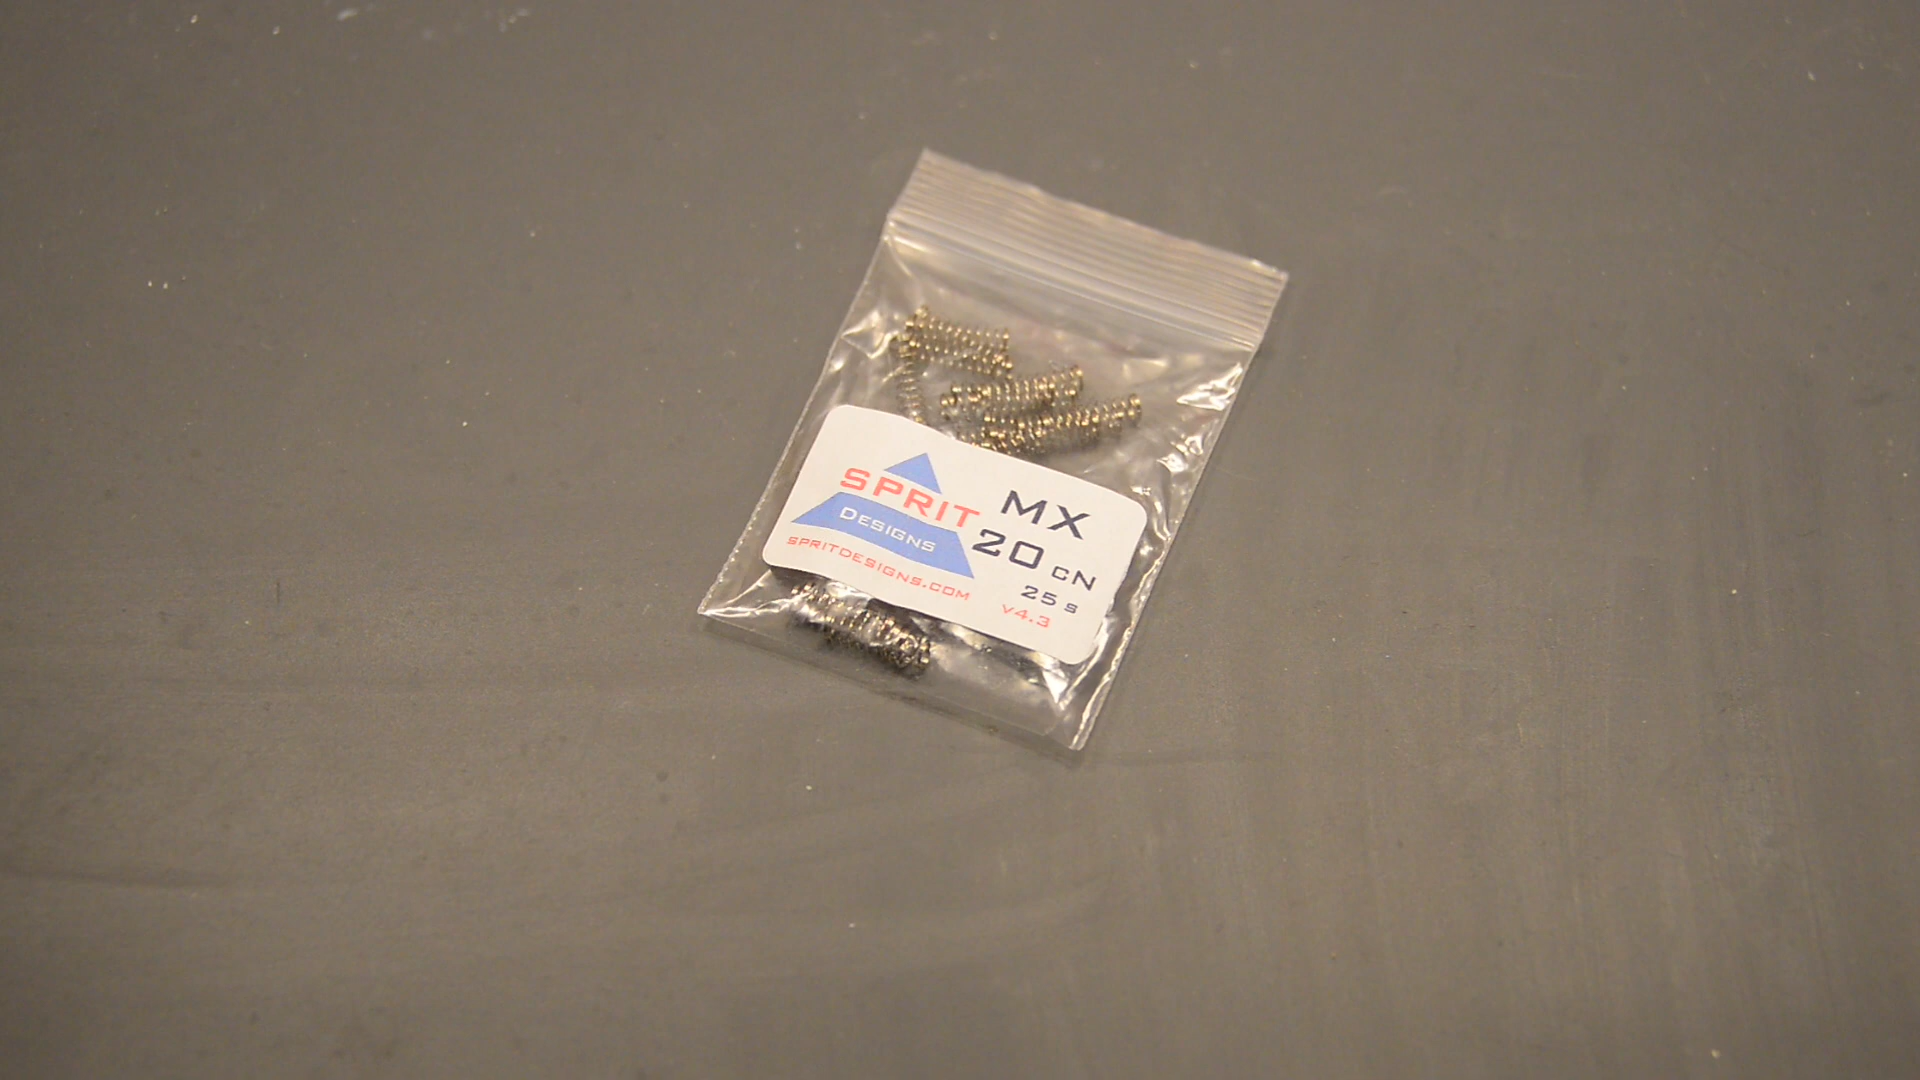 SPRIT
DESIGNS
SPRITDESIGNS.COM
MX
20 cN
25 s
v4.3